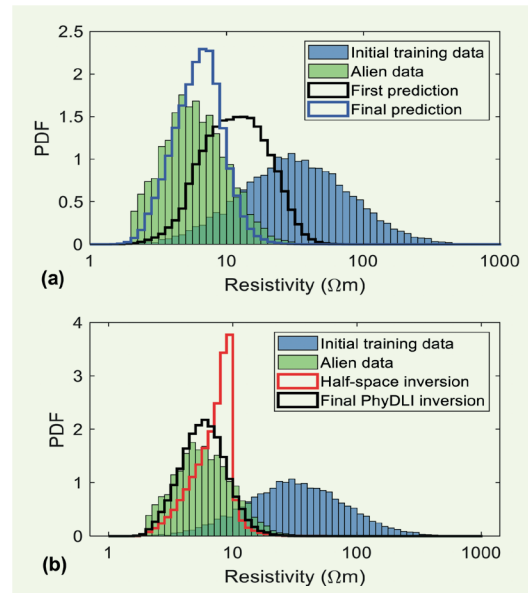 2.5
2
1.5
1
0.5
0
PDF
Initial training data
Alien data
First prediction
Final prediction
1 10 100 1000
(a)
Resistivity (Ωm)
4
3
2
1
0
PDF
Initial training data
Alien data
Half-space inversion
Final PhyDLI inversion
1 10 100 1000
(b)
Resistivity (Ωm)